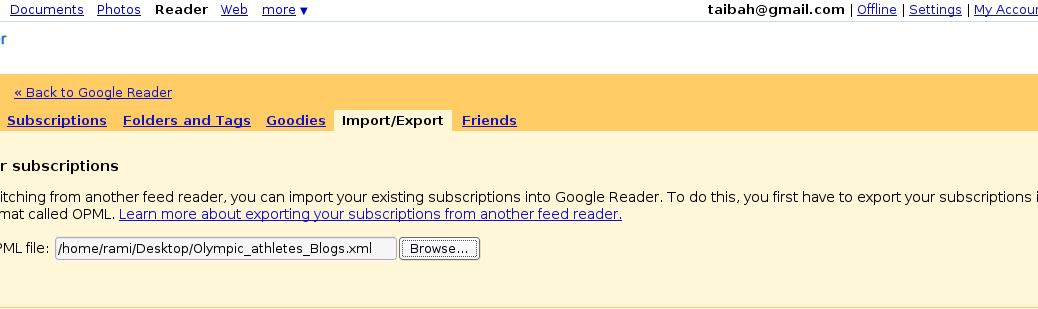 Documents Photos Reader Web more ▼ taibah@gmail.com | Offline | Settings | My Accour
r
« Back to Google Reader
Subscriptions Folders and Tags Goodies Import/Export Friends
r subscriptions
itching from another feed reader, you can import your existing subscriptions into Google Reader. To do this, you first have to export your subscriptions i
mat called OPML. Learn more about exporting your subscriptions from another feed reader.
PML file: /home/rami/Desktop/Olympic_athletes_Blogs.xml Browse...